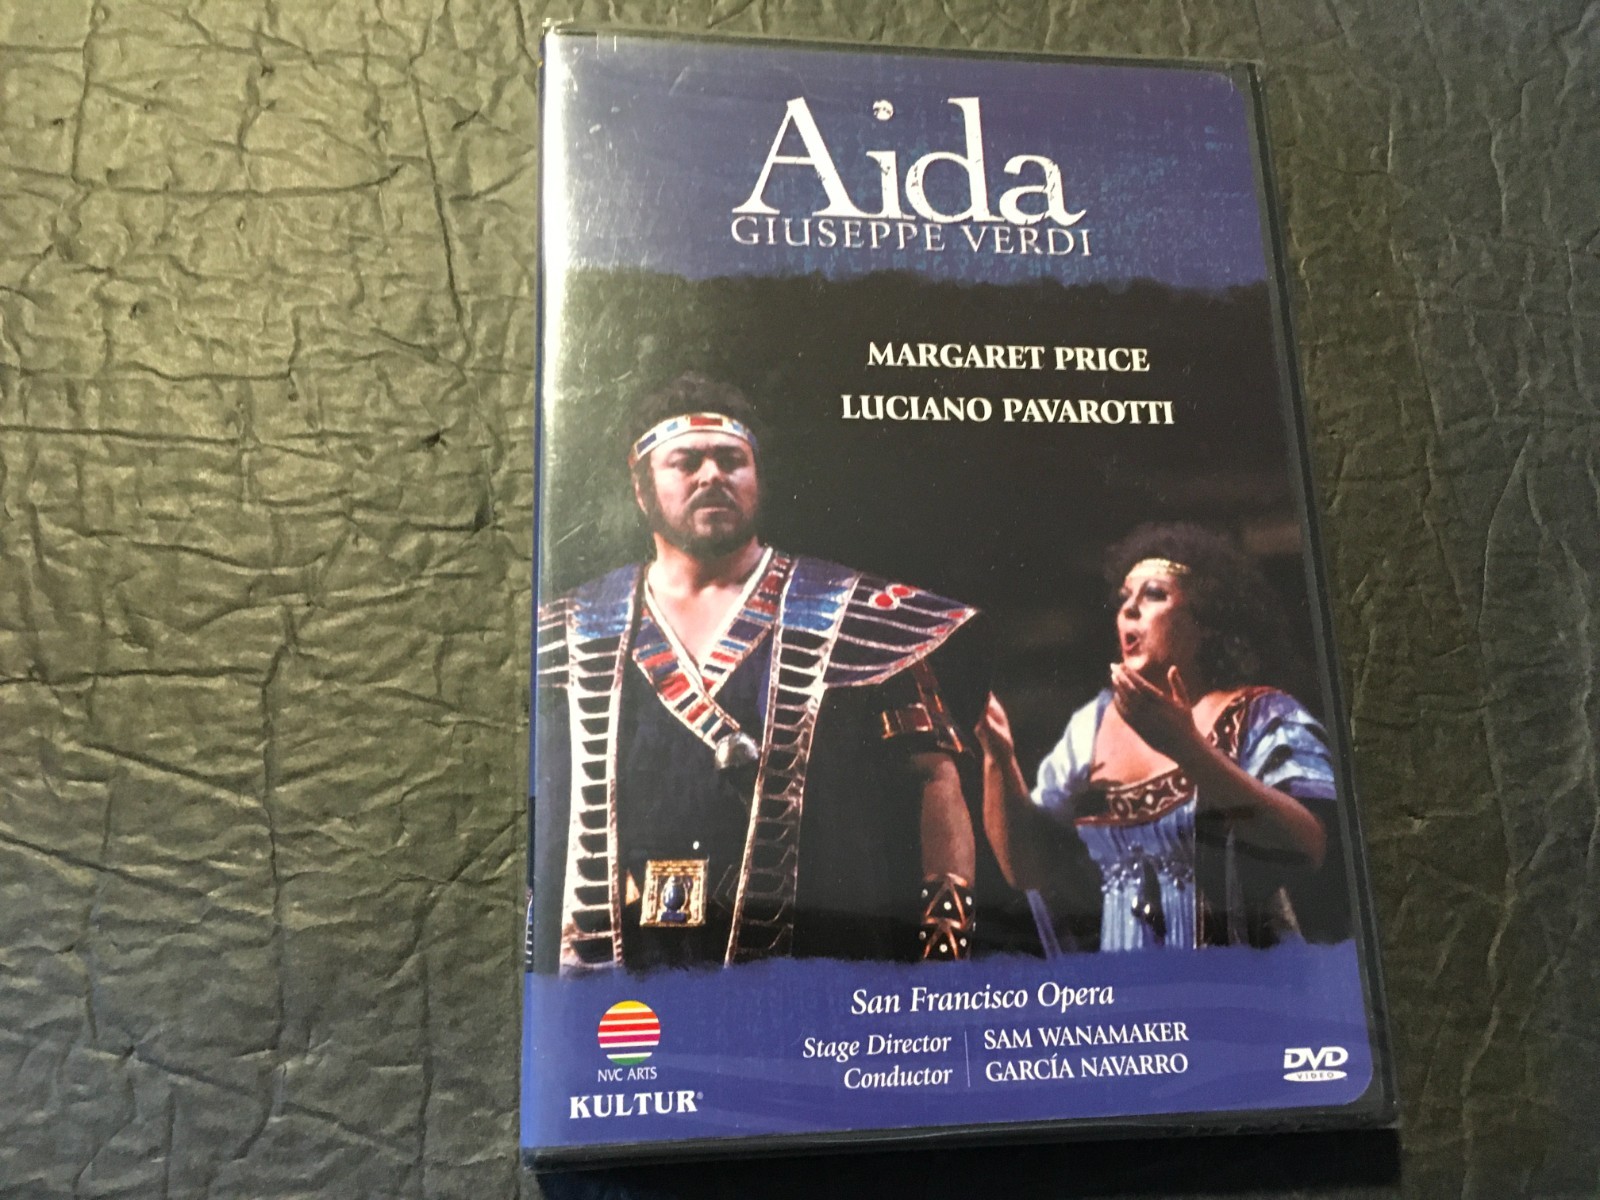 Aida
GIUSEPPE VERDI
MARGARET PRICE
LUCIANO PAVAROTTI
San Francisco Opera
Stage Director SAM WANAMAKER
Conductor GARCÍA NAVARRO
NVC ARTS
KULTUR®
DVD
VIDEO